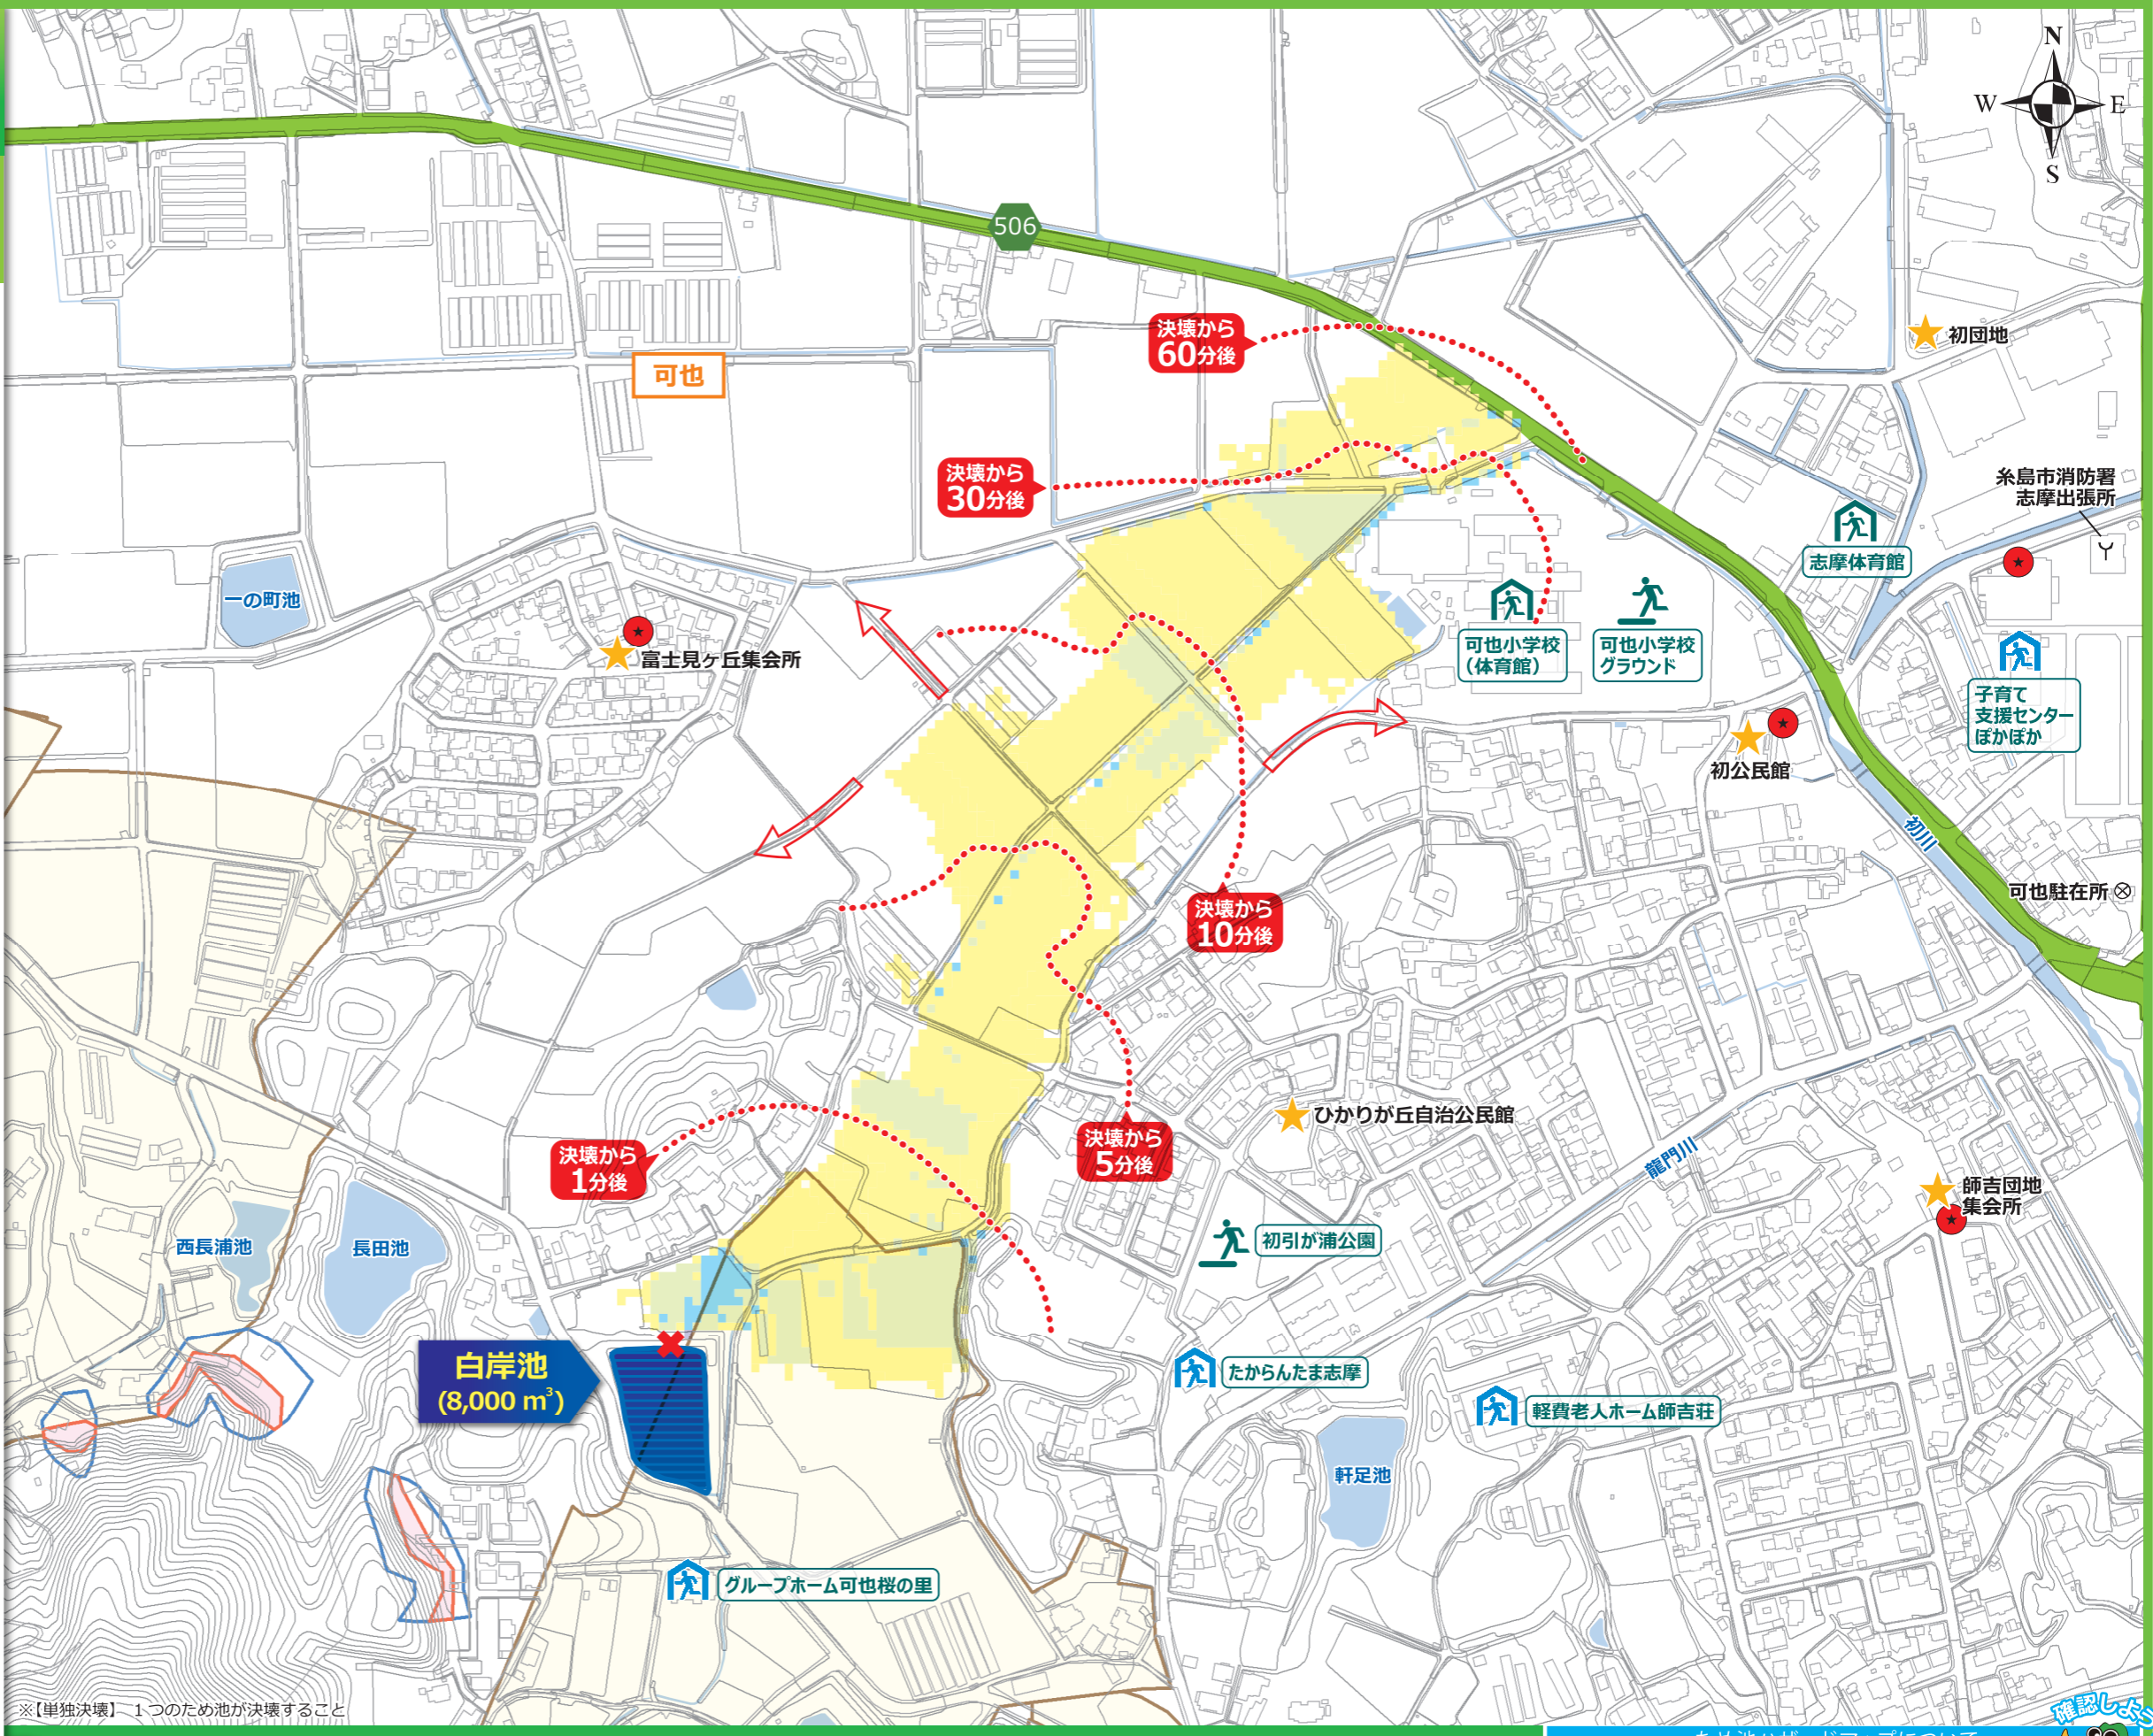 N
W
E
S
506
決壊から
60分後
初団地
可也
決壊から
30分後
糸島市消防署
志摩出張所
志摩体育館
一の町池
富士見ヶ丘集会所
可也小学校
(体育館)
可也小学校
グラウンド
子育て
支援センター
ぽかぽか
初公民館
初川
可也駐在所
決壊から
10分後
決壊から
5分後
ひかりが丘自治公民館
龍門川
決壊から
1分後
師吉団地
集会所
西長浦池
長田池
初引が浦公園
白岸池
(8,000 m³)
たからんたま志摩
軽費老人ホーム師吉荘
軒足池
グループホーム可也桜の里
※【単独決壊】 1つのため池が決壊すること
確認しよう